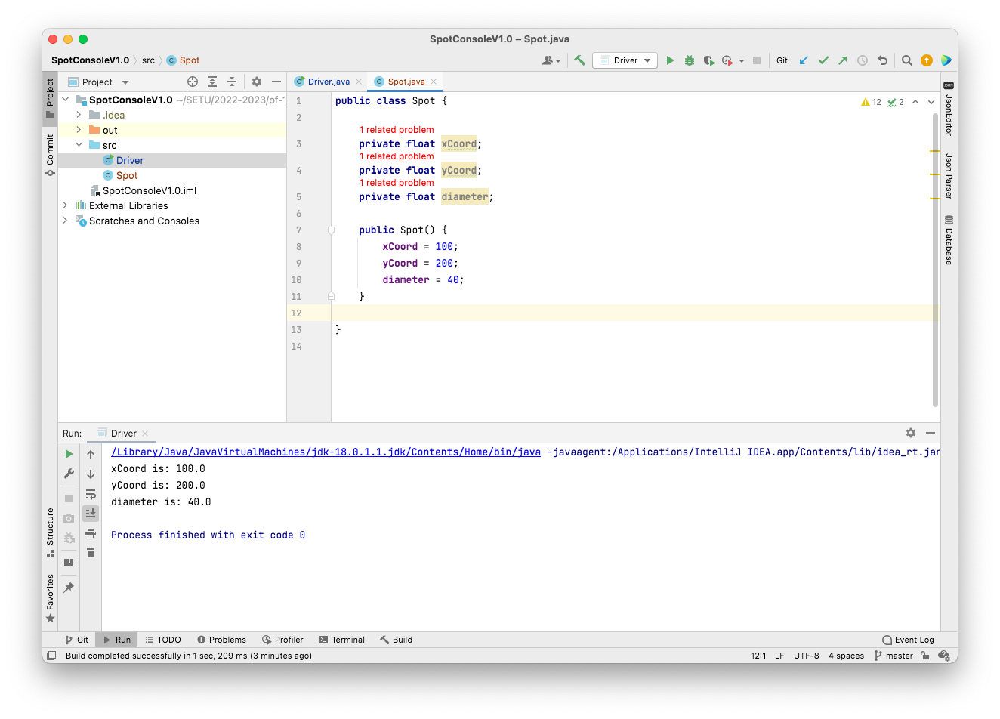 SpotConsoleV1.0 – Spot.java
SpotConsoleV1.0 src Spot
Driver
Git:
Project
Driver.java
Spot.java
Project
Commit
Structure
Favorites
SpotConsoleV1.0 ~/SETU/2022-2023/pf-1
.idea
out
src
Driver
Spot
SpotConsoleV1.0.iml
External Libraries
Scratches and Consoles
12 2
1 public class Spot {
2
1 related problem
3 private float xCoord;
1 related problem
4 private float yCoord;
1 related problem
5 private float diameter;
6
7 public Spot() {
8 xCoord = 100;
9 yCoord = 200;
10 diameter = 40;
11 }
12
13 }
14
JSON
JsonEditor
Json Parser
Database
Run: Driver
/Library/Java/JavaVirtualMachines/jdk-18.0.1.1.jdk/Contents/Home/bin/java -javaagent:/Applications/IntelliJ IDEA.app/Contents/lib/idea_rt.jar
xCoord is: 100.0
yCoord is: 200.0
diameter is: 40.0
Process finished with exit code 0
Git Run TODO Problems Profiler Terminal Build Event Log
Build completed successfully in 1 sec, 209 ms (3 minutes ago) 12:1 LF UTF-8 4 spaces master